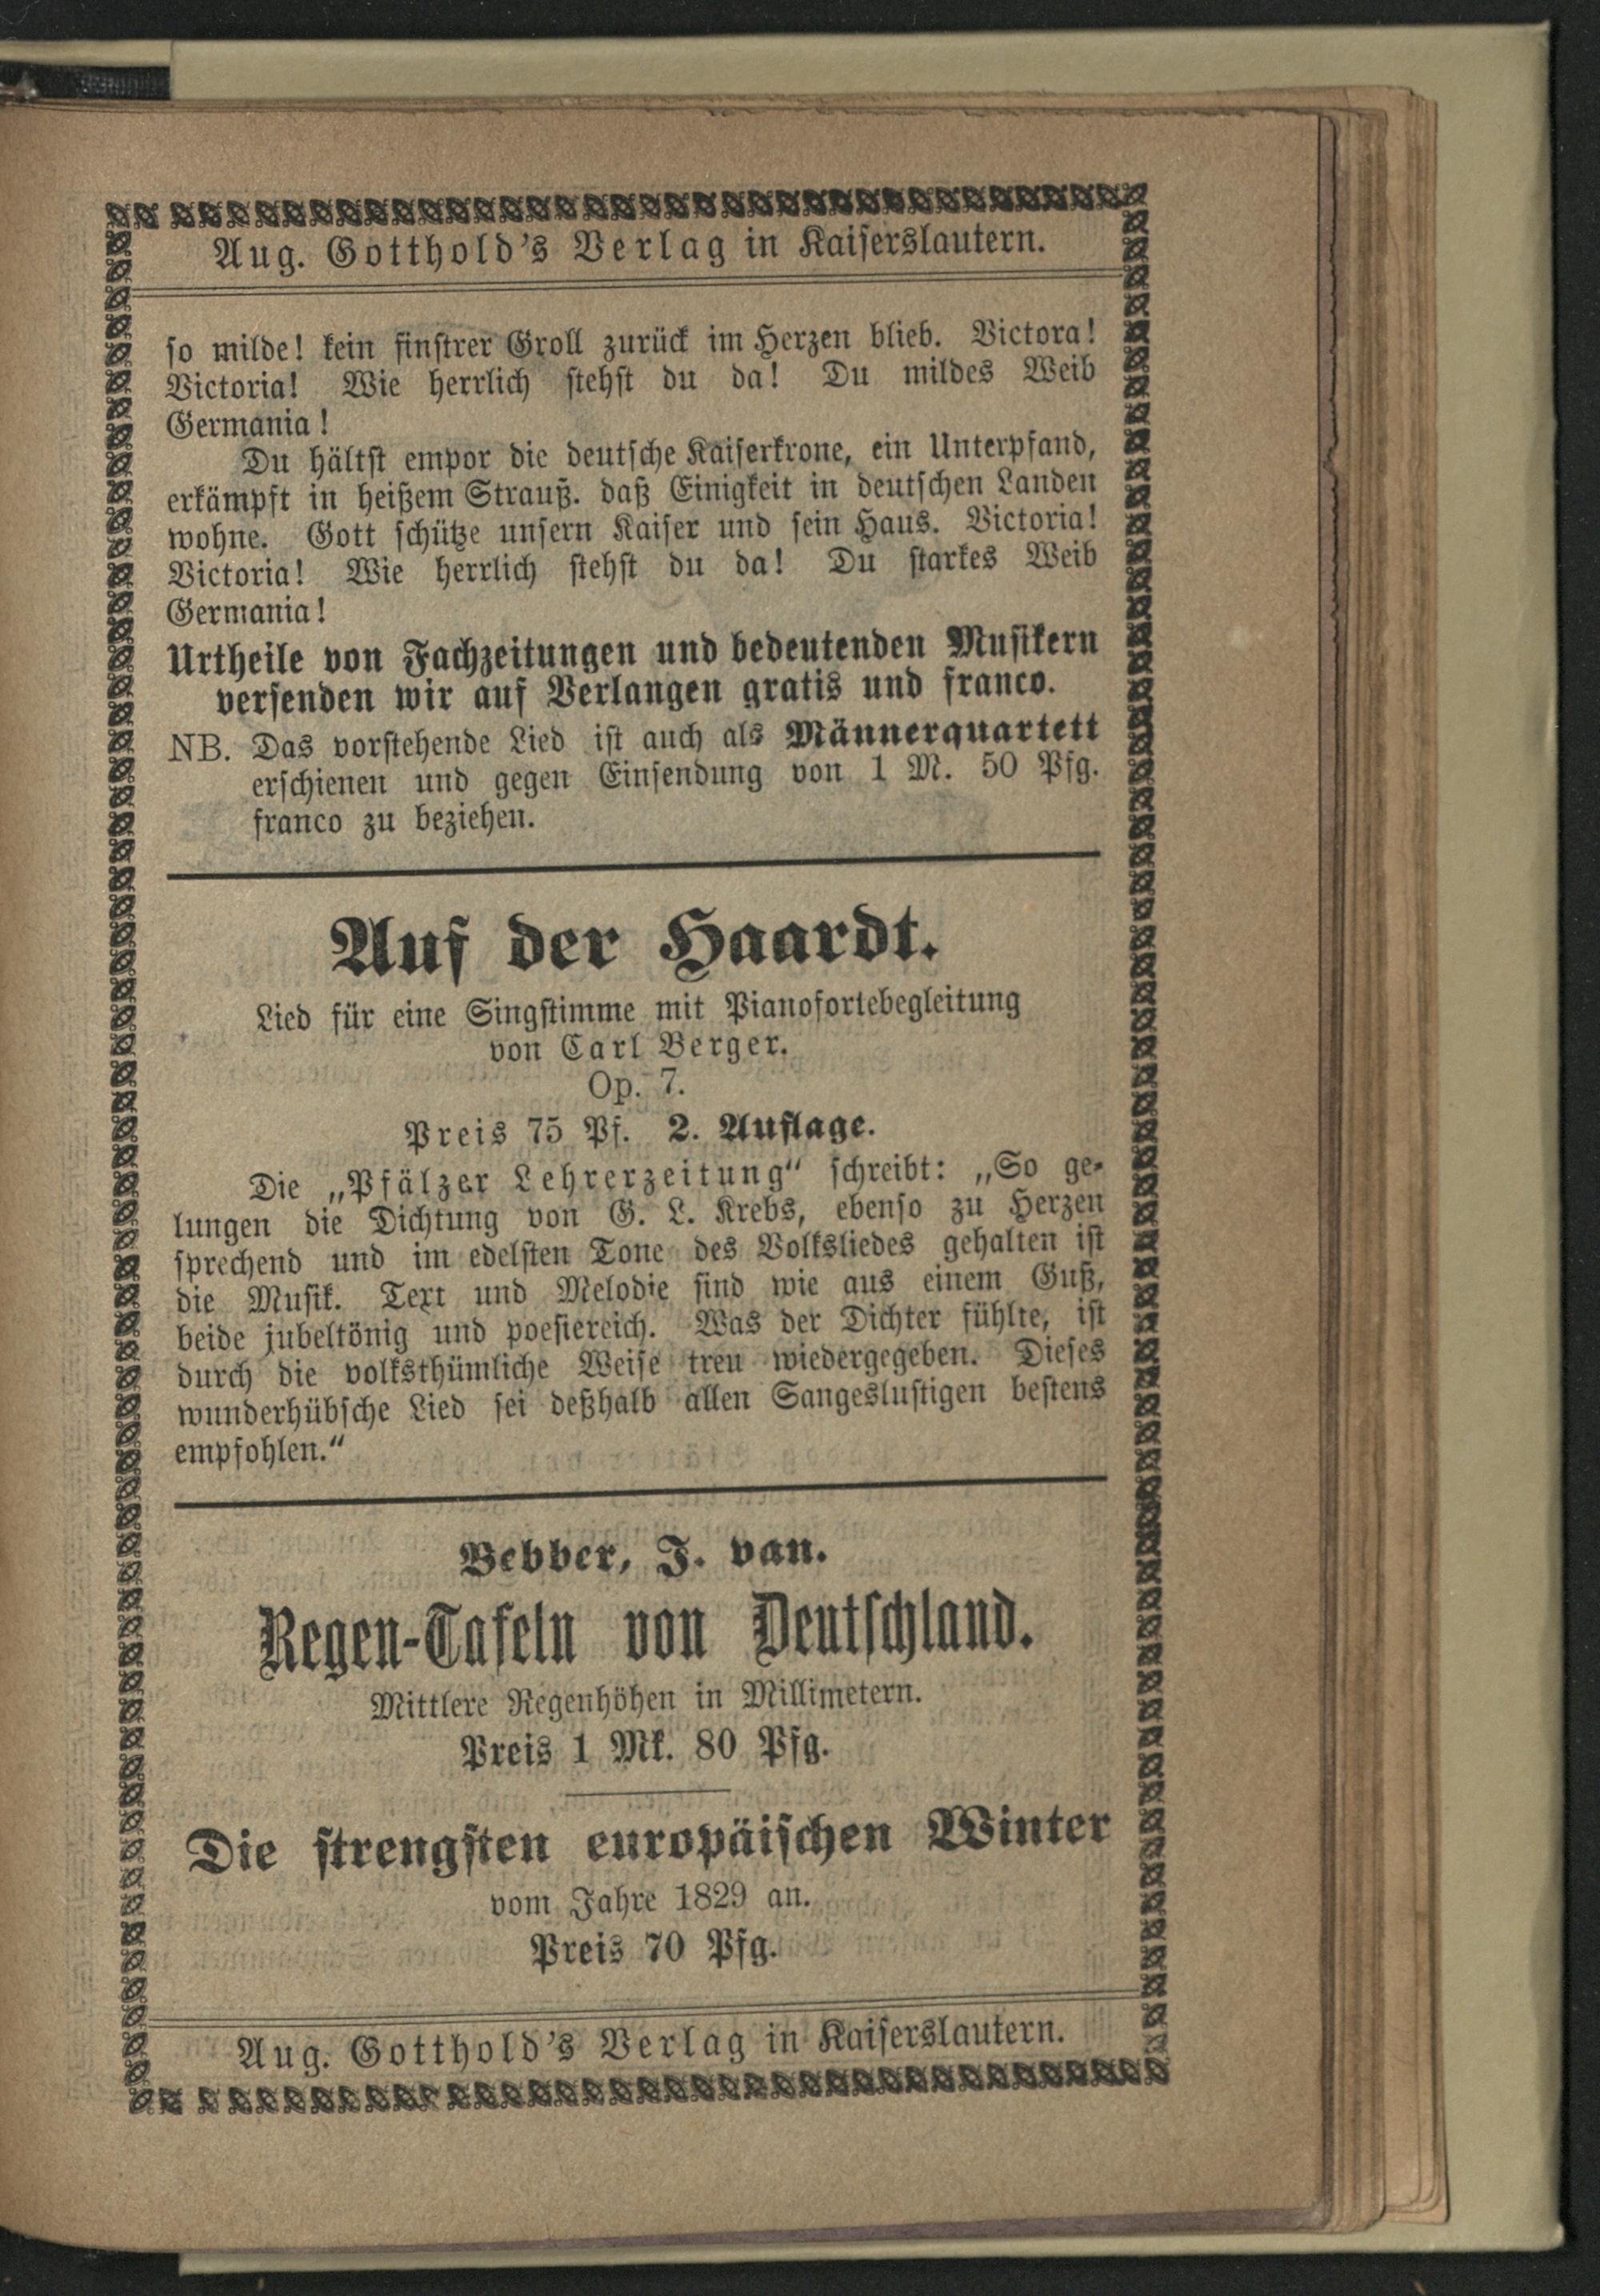 Aug. Gotthold's Verlag in Kaiserslautern.
so milde! kein finstrer Groll zurück im Herzen blieb. Victora!
Victoria! Wie herrlich stehst du da! Du mildes Weib
Germania!
Du hältst empor die deutsche Kaiserkrone, ein Unterpfand,
erkämpft in heißem Strauß. daß Einigkeit in deutschen Landen
wohne. Gott schütze unsern Kaiser und sein Haus. Victoria!
Victoria! Wie herrlich stehst du da! Du starkes Weib
Germania!
Urtheile von Fachzeitungen und bedeutenden Musikern
versenden wir auf Verlangen gratis und franco.
NB. Das vorstehende Lied ist auch als Männerquartett
erschienen und gegen Einsendung von 1 M. 50 Pfg.
franco zu beziehen.
Auf der Haardt.
Lied für eine Singstimme mit Pianofortebegleitung
von Carl Berger.
Op. 7.
Preis 75 Pf. 2. Auflage.
Die „Pfälzer Lehrerzeitung“ schreibt: „So ge-
lungen die Dichtung von G. L. Krebs, ebenso zu Herzen
sprechend und im edelsten Tone des Volksliedes gehalten ist
die Musik. Text und Melodie sind wie aus einem Guß,
beide jubeltönig und poesiereich. Was der Dichter fühlte, ist
durch die volksthümliche Weise treu wiedergegeben. Dieses
wunderhübsche Lied sei deßhalb allen Sangeslustigen bestens
empfohlen.“
Bebber, J. van.
Regen-Tafeln von Deutschland.
Mittlere Regenhöhen in Millimetern.
Preis 1 Mk. 80 Pfg.
Die strengsten europäischen Winter
vom Jahre 1829 an.
Preis 70 Pfg.
Aug. Gotthold's Verlag in Kaiserslautern.